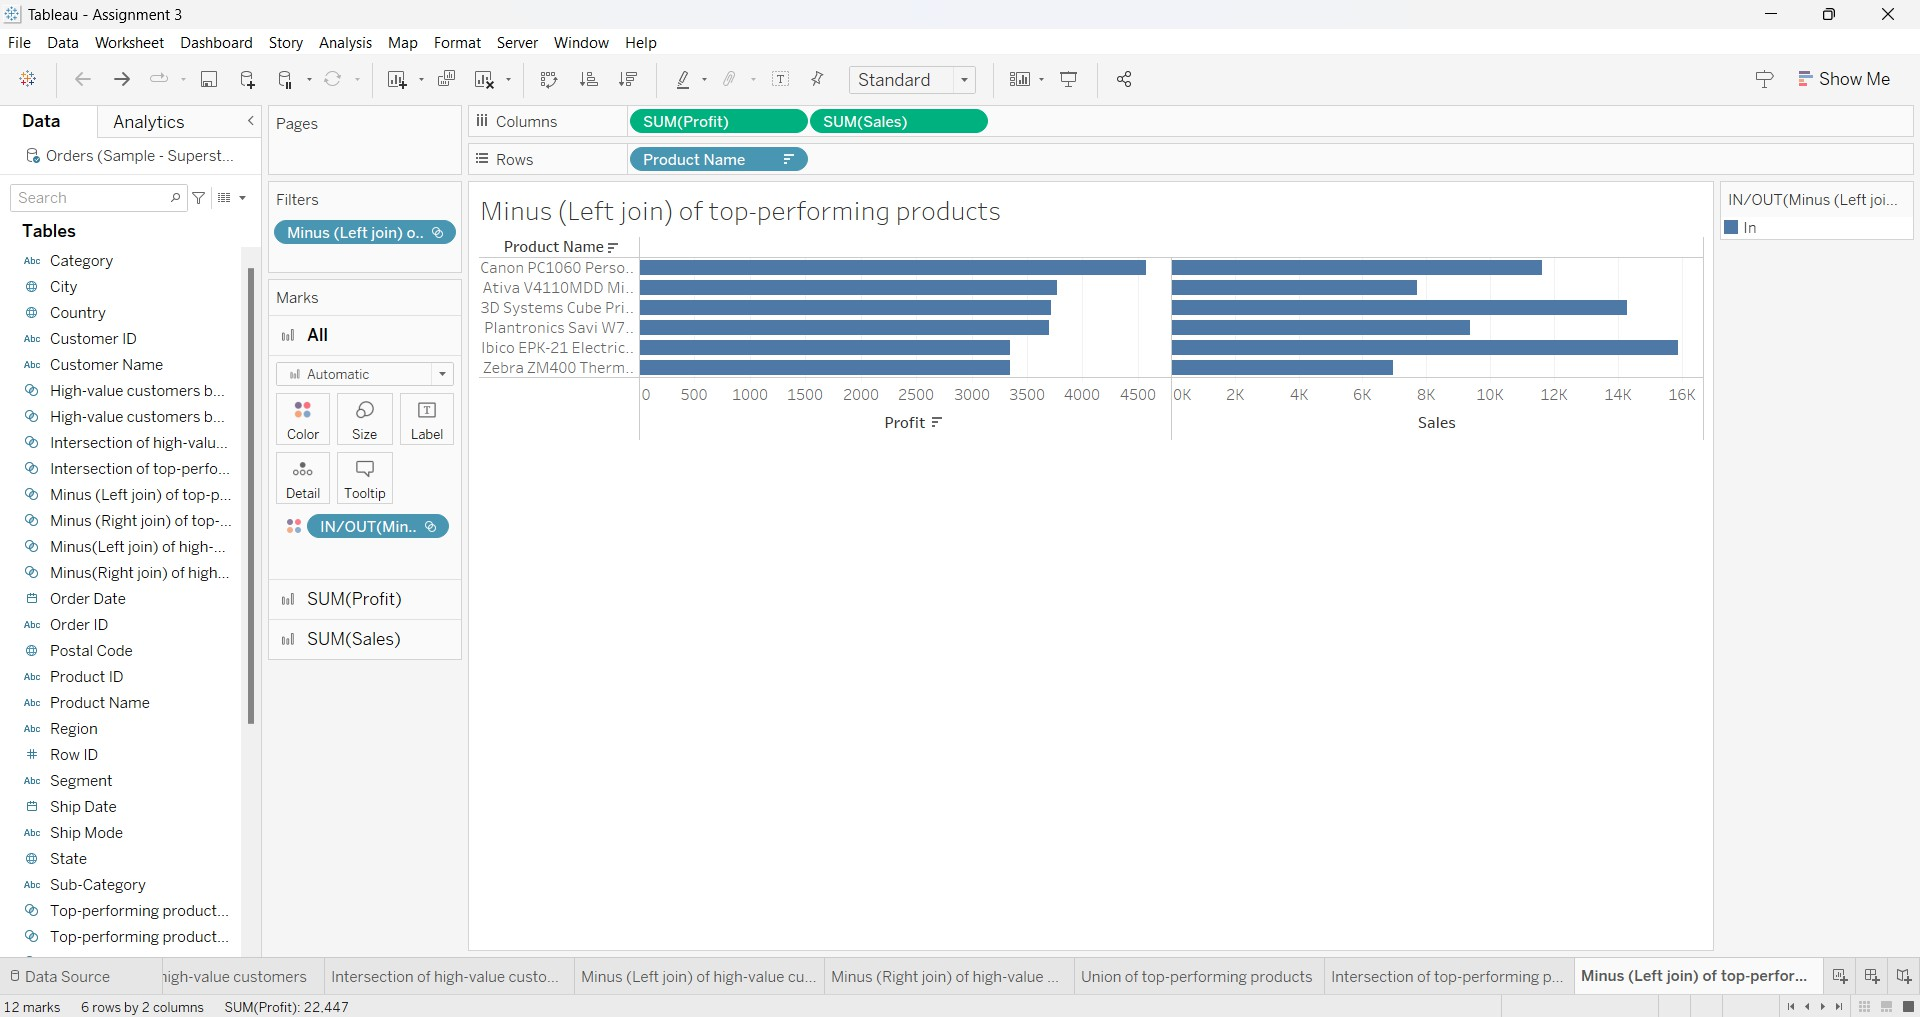 Tableau - Assignment 3
File Data Worksheet Dashboard Story Analysis Map Format Server Window Help
Standard
Show Me
Data Analytics
Orders (Sample - Superst...
Search
Tables
Abc Category
City
Country
Abc Customer ID
Abc Customer Name
High-value customers b...
High-value customers b...
Intersection of high-valu...
Intersection of top-perfo...
Minus (Left join) of top-p...
Minus (Right join) of top-...
Minus(Left join) of high-...
Minus(Right join) of high...
Order Date
Abc Order ID
Postal Code
Abc Product ID
Abc Product Name
Abc Region
# Row ID
Abc Segment
Ship Date
Abc Ship Mode
State
Abc Sub-Category
Top-performing product...
Top-performing product...
Pages
Filters
Minus (Left join) o..
Marks
All
Automatic
Color Size Label
Detail Tooltip
IN/OUT(Min..
SUM(Profit)
SUM(Sales)
Columns SUM(Profit) SUM(Sales)
Rows Product Name
Minus (Left join) of top-performing products
Product Name
Canon PC1060 Perso..
Ativa V4110MDD Mi..
3D Systems Cube Pri..
Plantronics Savi W7..
Ibico EPK-21 Electric..
Zebra ZM400 Therm..
0 500 1000 1500 2000 2500 3000 3500 4000 4500 0K 2K 4K 6K 8K 10K 12K 14K 16K
Profit Sales
IN/OUT(Minus (Left joi...
In
Data Source high-value customers Intersection of high-value custo... Minus (Left join) of high-value cu... Minus (Right join) of high-value ... Union of top-performing products Intersection of top-performing p... Minus (Left join) of top-perfor...
12 marks 6 rows by 2 columns SUM(Profit): 22,447